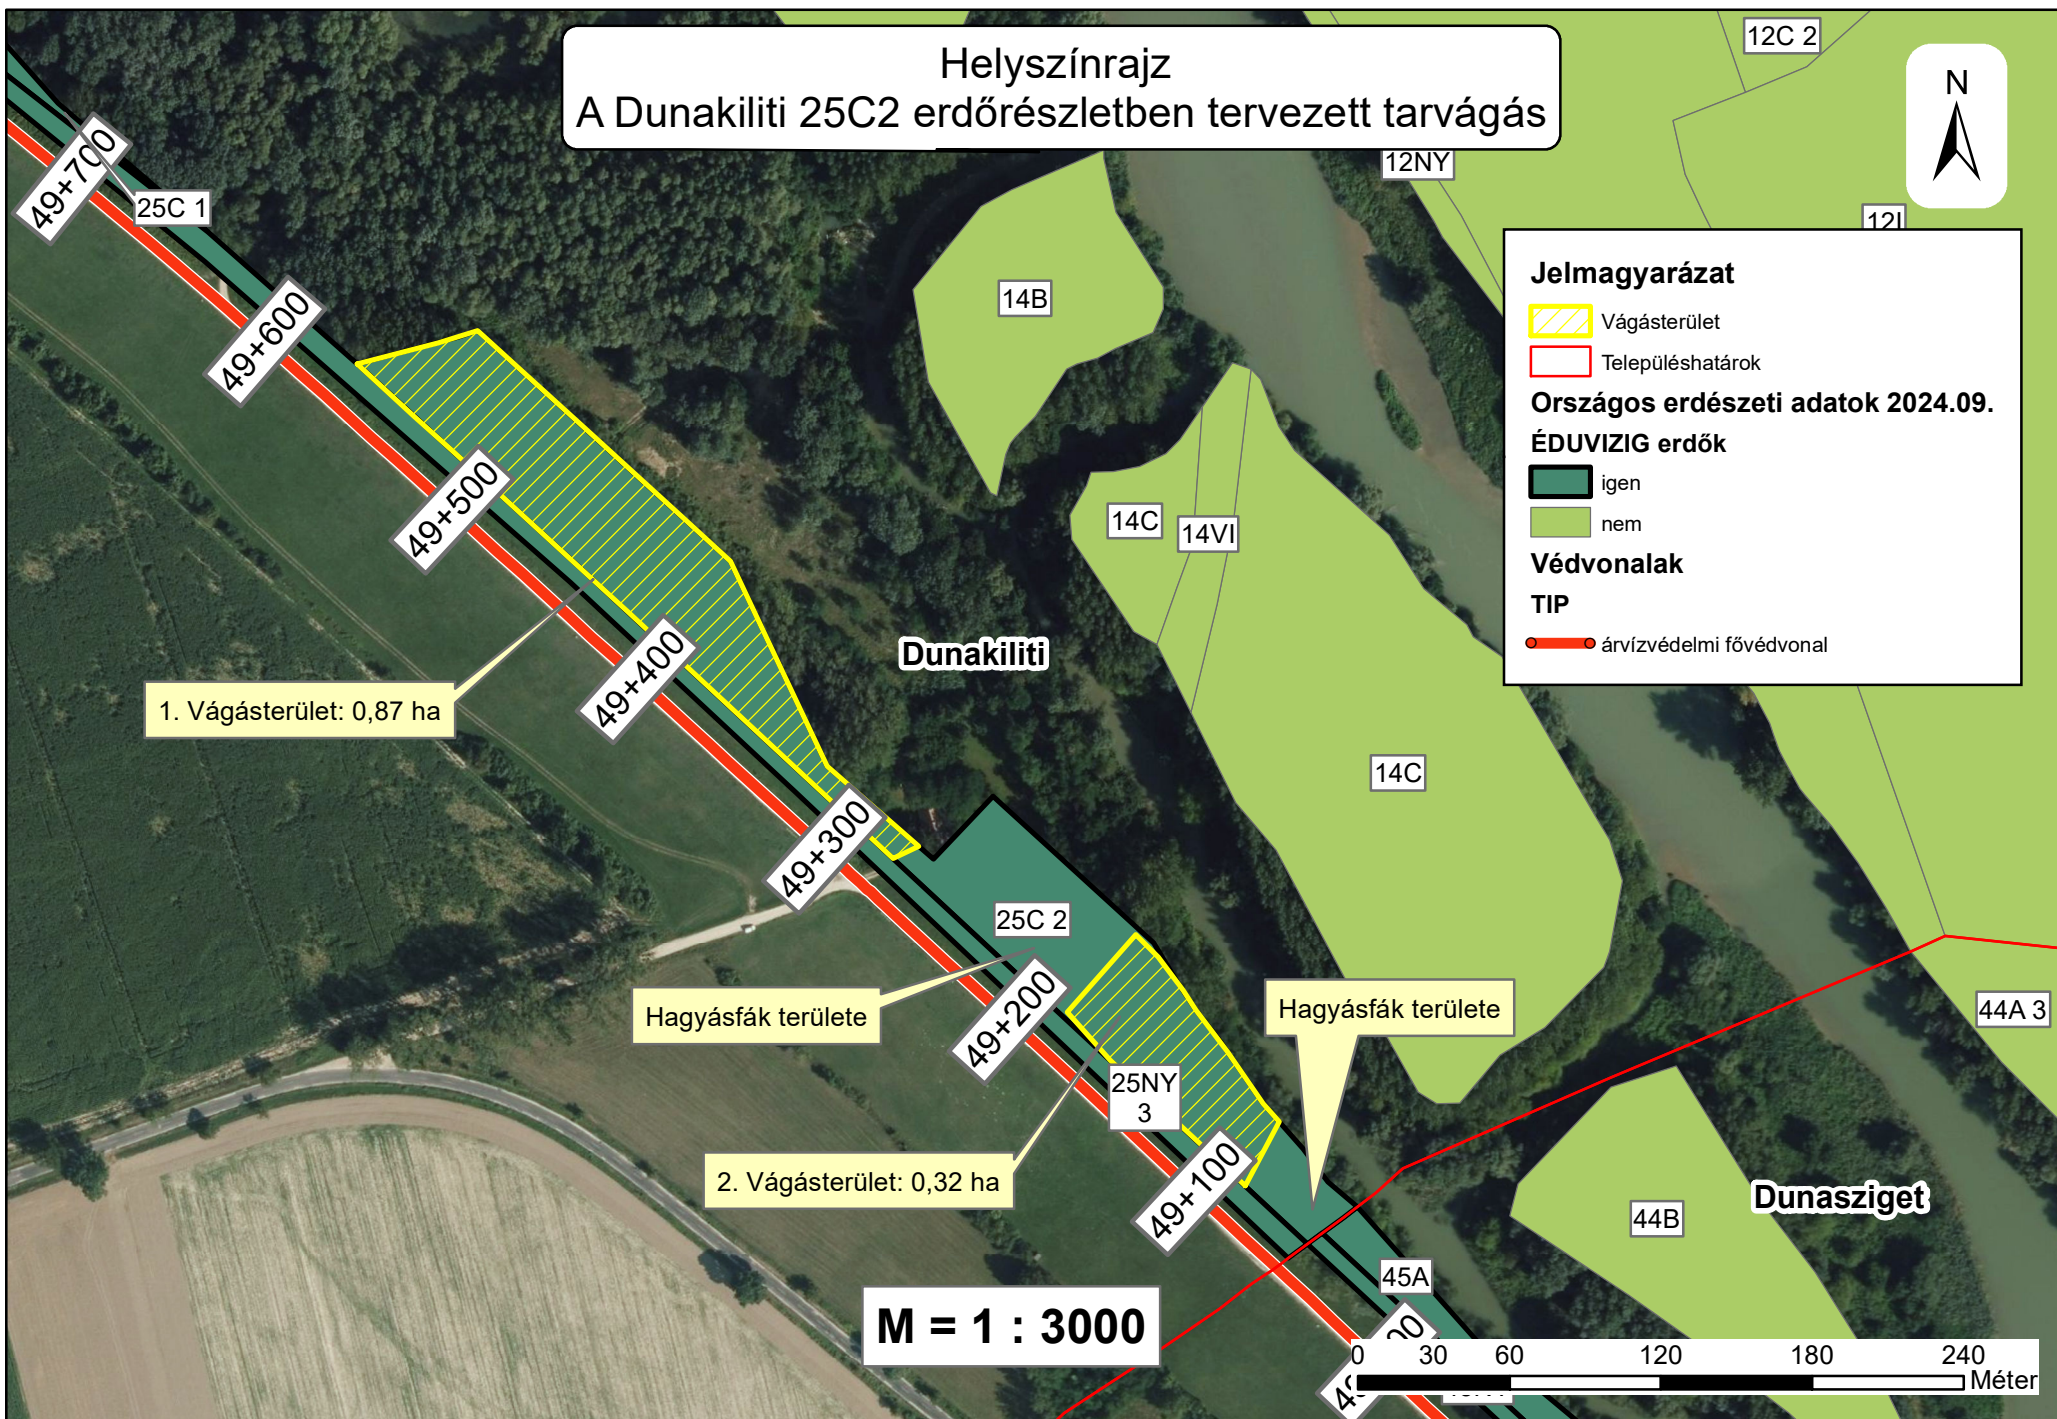 Helyszínrajz
A Dunakiliti 25C2 erdőrészletben tervezett tarvágás
12C 2
N
12NY
12I
49+700
25C 1
49+600
14B
Jelmagyarázat
Vágásterület
Településhatárok
Országos erdészeti adatok 2024.09.
ÉDUVIZIG erdők
igen
nem
Védvonalak
TIP
árvízvédelmi fővédvonal
49+500
14C
14VI
49+400
Dunakiliti
1. Vágásterület: 0,87 ha
14C
49+300
25C 2
Hagyásfák területe
49+200
Hagyásfák területe
44A 3
25NY
3
2. Vágásterület: 0,32 ha
49+100
Dunasziget
44B
45A
M = 1 : 3000
0 30 60 120 180 240
Méter